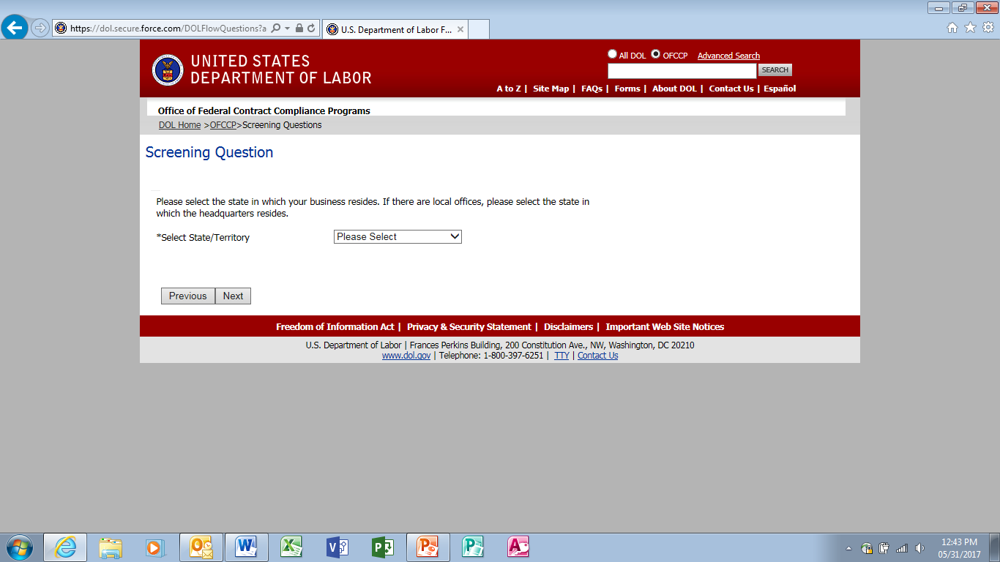 https://dol.secure.force.com/DOLFlowQuestions?a
U.S. Department of Labor F...
UNITED STATES
DEPARTMENT OF LABOR
All DOL OFCCP Advanced Search
SEARCH
A to Z | Site Map | FAQs | Forms | About DOL | Contact Us | Español
Office of Federal Contract Compliance Programs
DOL Home >OFCCP>Screening Questions
Screening Question
Please select the state in which your business resides. If there are local offices, please select the state in
which the headquarters resides.
*Select State/Territory Please Select
Previous Next
Freedom of Information Act | Privacy & Security Statement | Disclaimers | Important Web Site Notices
U.S. Department of Labor | Frances Perkins Building, 200 Constitution Ave., NW, Washington, DC 20210
www.dol.gov | Telephone: 1-800-397-6251 | TTY | Contact Us
12:43 PM
05/31/2017